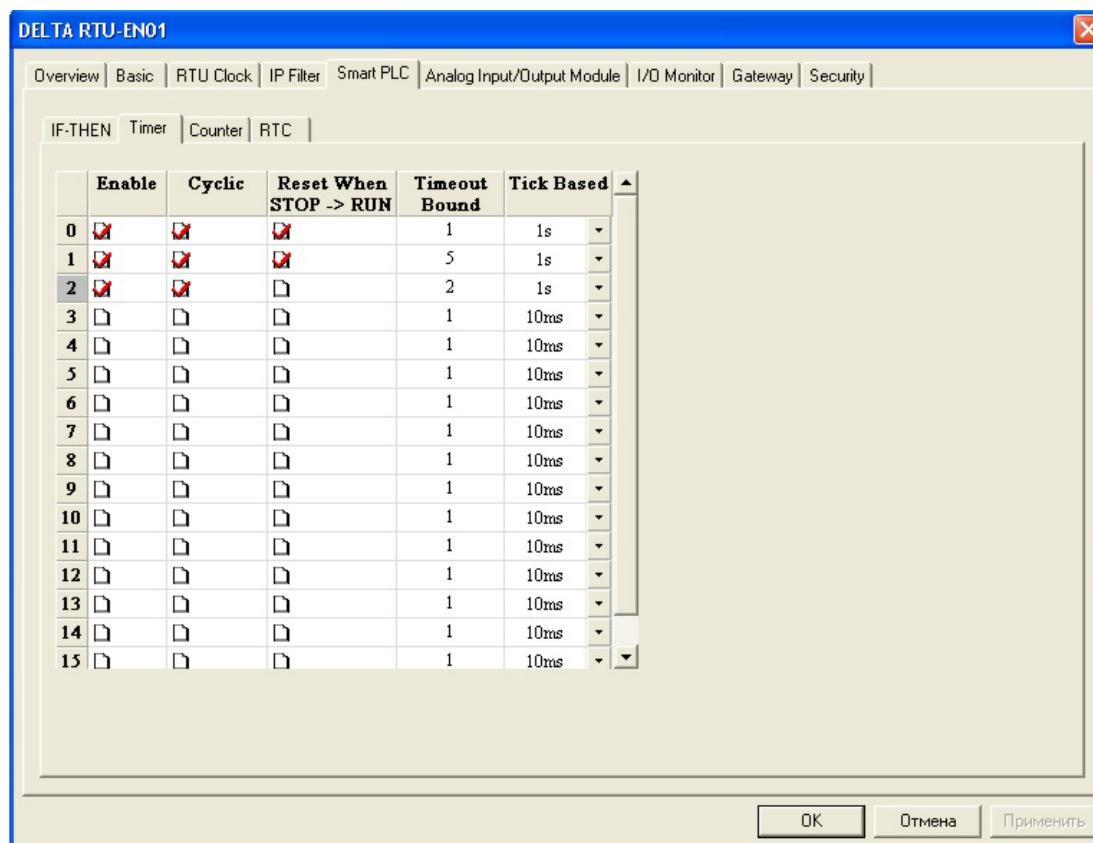 DELTA RTU-EN01
Overview Basic RTU Clock IP Filter Smart PLC Analog Input/Output Module I/O Monitor Gateway Security
IF-THEN Timer Counter RTC
Enable Cyclic Reset When STOP -> RUN Timeout Bound Tick Based
0 1 1s
1 5 1s
2 2 1s
3 1 10ms
4 1 10ms
5 1 10ms
6 1 10ms
7 1 10ms
8 1 10ms
9 1 10ms
10 1 10ms
11 1 10ms
12 1 10ms
13 1 10ms
14 1 10ms
15 1 10ms
OK Отмена Применить